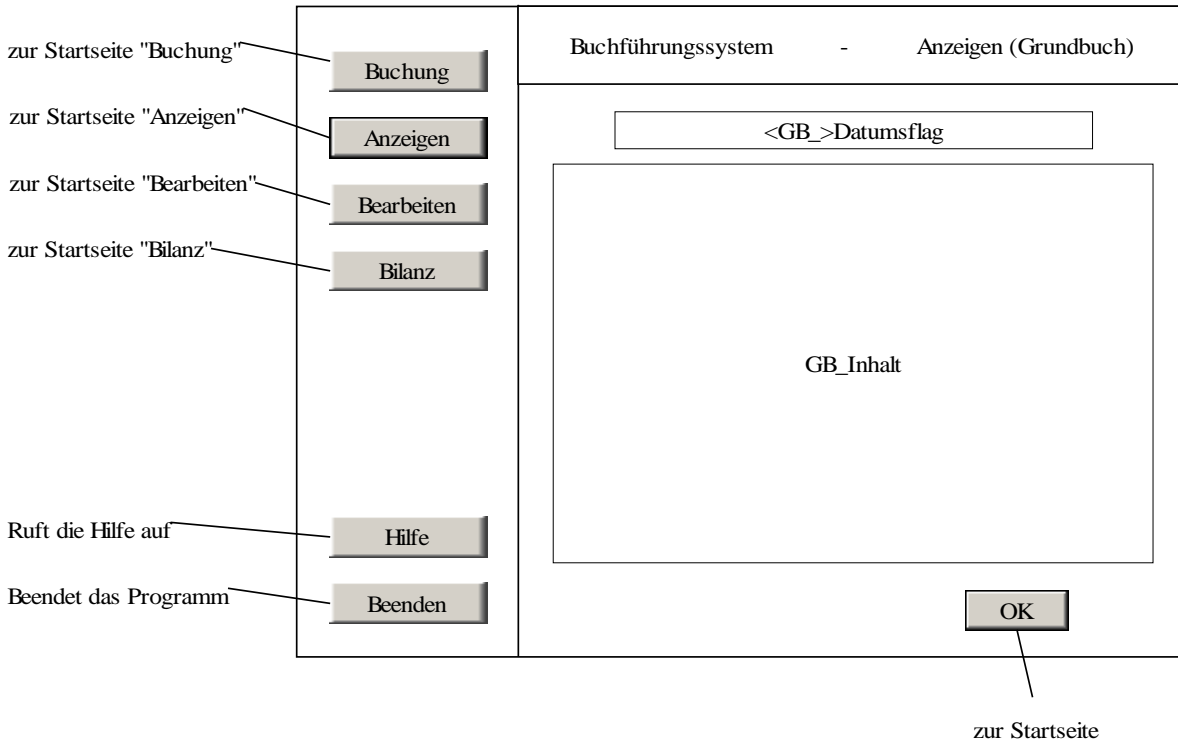 zur Startseite "Buchung"
zur Startseite "Anzeigen"
zur Startseite "Bearbeiten"
zur Startseite "Bilanz"
Ruft die Hilfe auf
Beendet das Programm
Buchung
Anzeigen
Bearbeiten
Bilanz
Hilfe
Beenden
Buchführungssystem - Anzeigen (Grundbuch)
<GB_>Datumsflag
GB_Inhalt
OK
zur Startseite